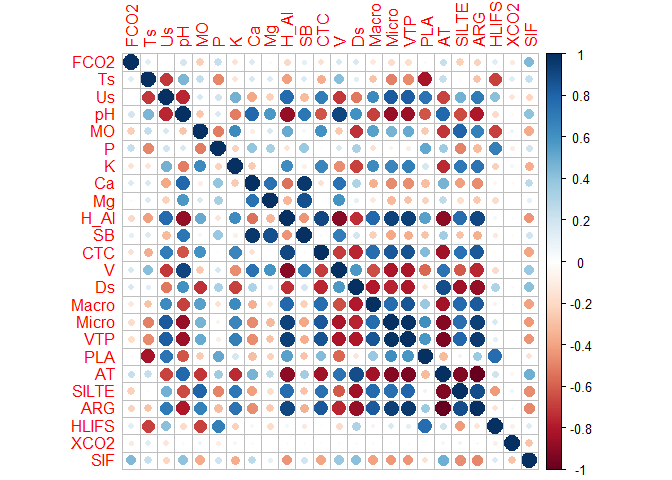 FCO2 Ts Us pH MO P K Ca Mg H_Al SB CTC V Ds Macro Micro VTP PLA AT SILTE ARG HLIFS XCO2 SIF
FCO2
Ts
Us
pH
MO
P
K
Ca
Mg
H_Al
SB
CTC
V
Ds
Macro
Micro
VTP
PLA
AT
SILTE
ARG
HLIFS
XCO2
SIF
1
0.8
0.6
0.4
0.2
0
-0.2
-0.4
-0.6
-0.8
-1